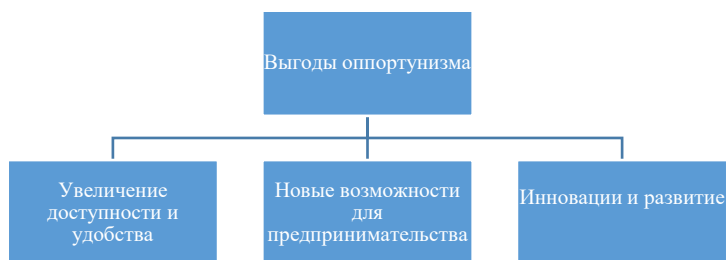 Выгоды оппортунизма
Увеличение
доступности и
удобства
Новые возможности
для
предпринимательства
Инновации и развитие